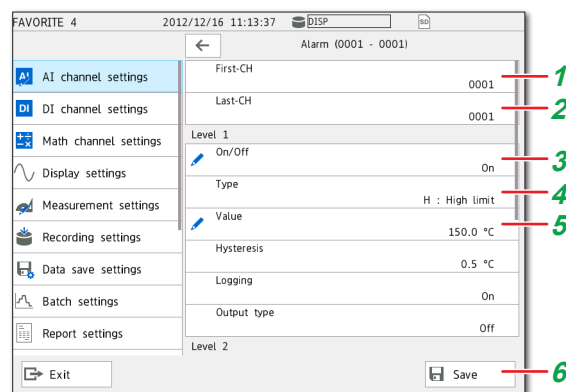 FAVORITE 4 2012/12/16 11:13:37 DISP SD
Alarm (0001 - 0001)
AI AI channel settings
DI DI channel settings
Math channel settings
Display settings
Measurement settings
Recording settings
Data save settings
Batch settings
Report settings
Exit
First-CH
0001
1
Last-CH
0001
2
Level 1
On/Off
On
3
Type
H : High limit
4
Value
150.0 °C
5
Hysteresis
0.5 °C
Logging
On
Output type
Off
Level 2
Save
6